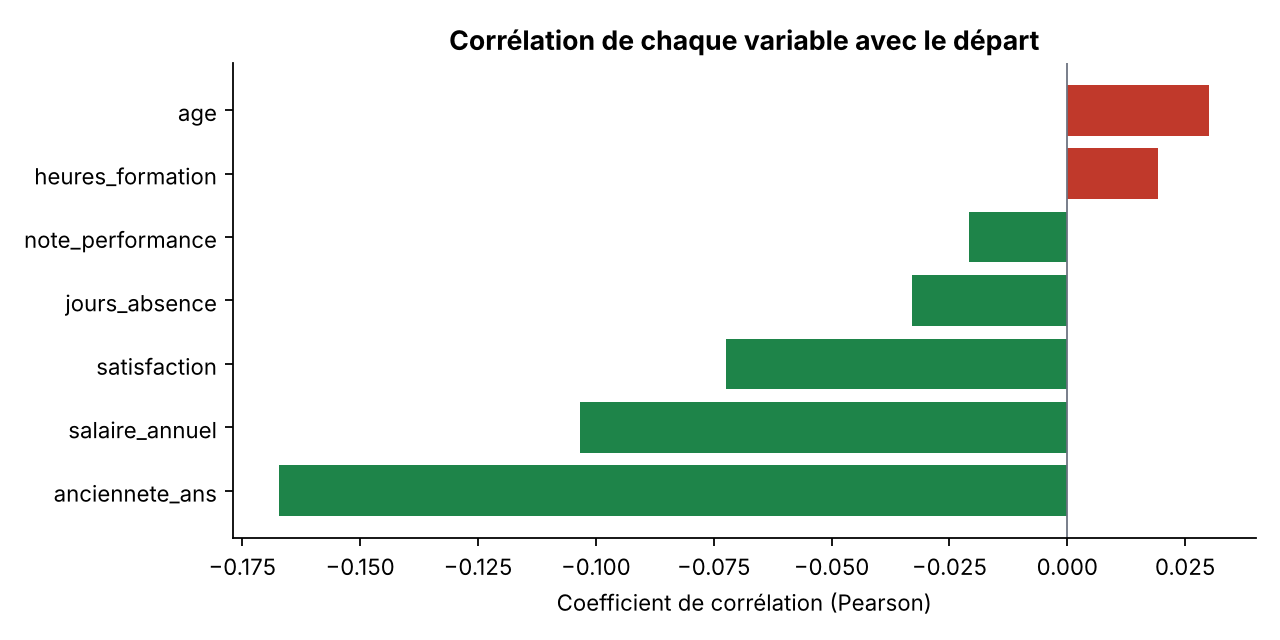 Corrélation de chaque variable avec le départ
age
heures_formation
note_performance
jours_absence
satisfaction
salaire_annuel
anciennete_ans
−0.175 −0.150 −0.125 −0.100 −0.075 −0.050 −0.025 0.000 0.025
Coefficient de corrélation (Pearson)